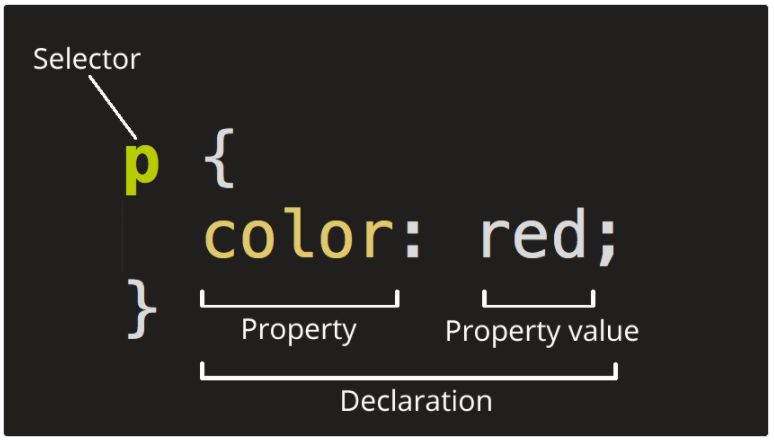 Selector
p {
color: red;
}
Property
Property value
Declaration